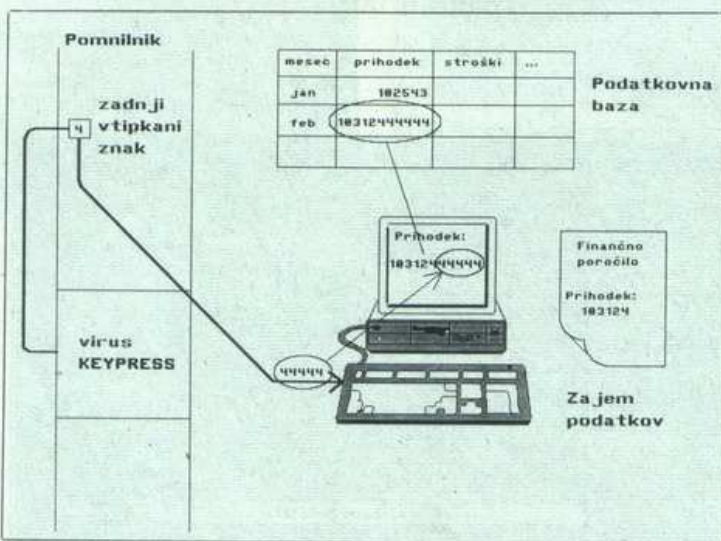 Pomnilnik
zadnji
vtipkani
znak
4
virus
KEYPRESS
mesec prihodek stroški ...
jan 102543
feb 10312444444
Podatkovna
baza
Prihodek:
10312444444
44444
Finančno
poročilo
Prihodek:
103124
Zajem
podatkov